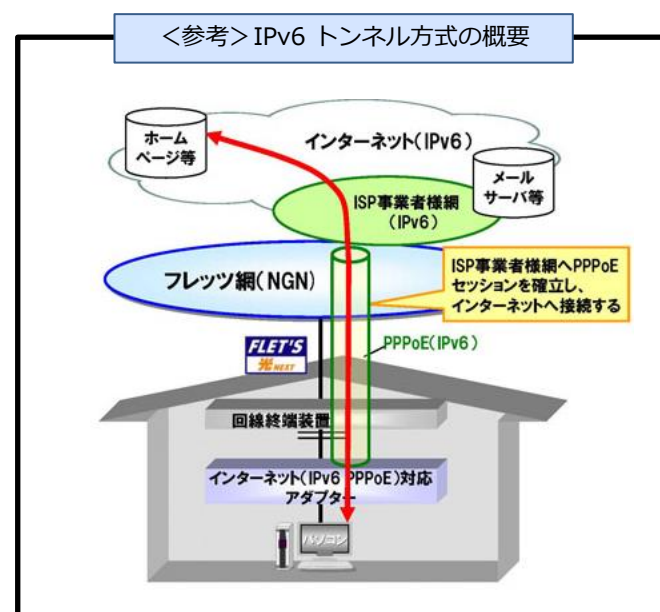 ＜参考＞IPv6 トンネル方式の概要
ホーム
ページ等
インターネット(IPv6)
メール
サーバ等
ISP事業者様網
(IPv6)
フレッツ網(NGN)
ISP事業者様網へPPPoE
セッションを確立し、
インターネットへ接続する
FLET'S
光NEXT
PPPoE(IPv6)
回線終端装置
インターネット(IPv6 PPPoE)対応
アダプター
パソコン